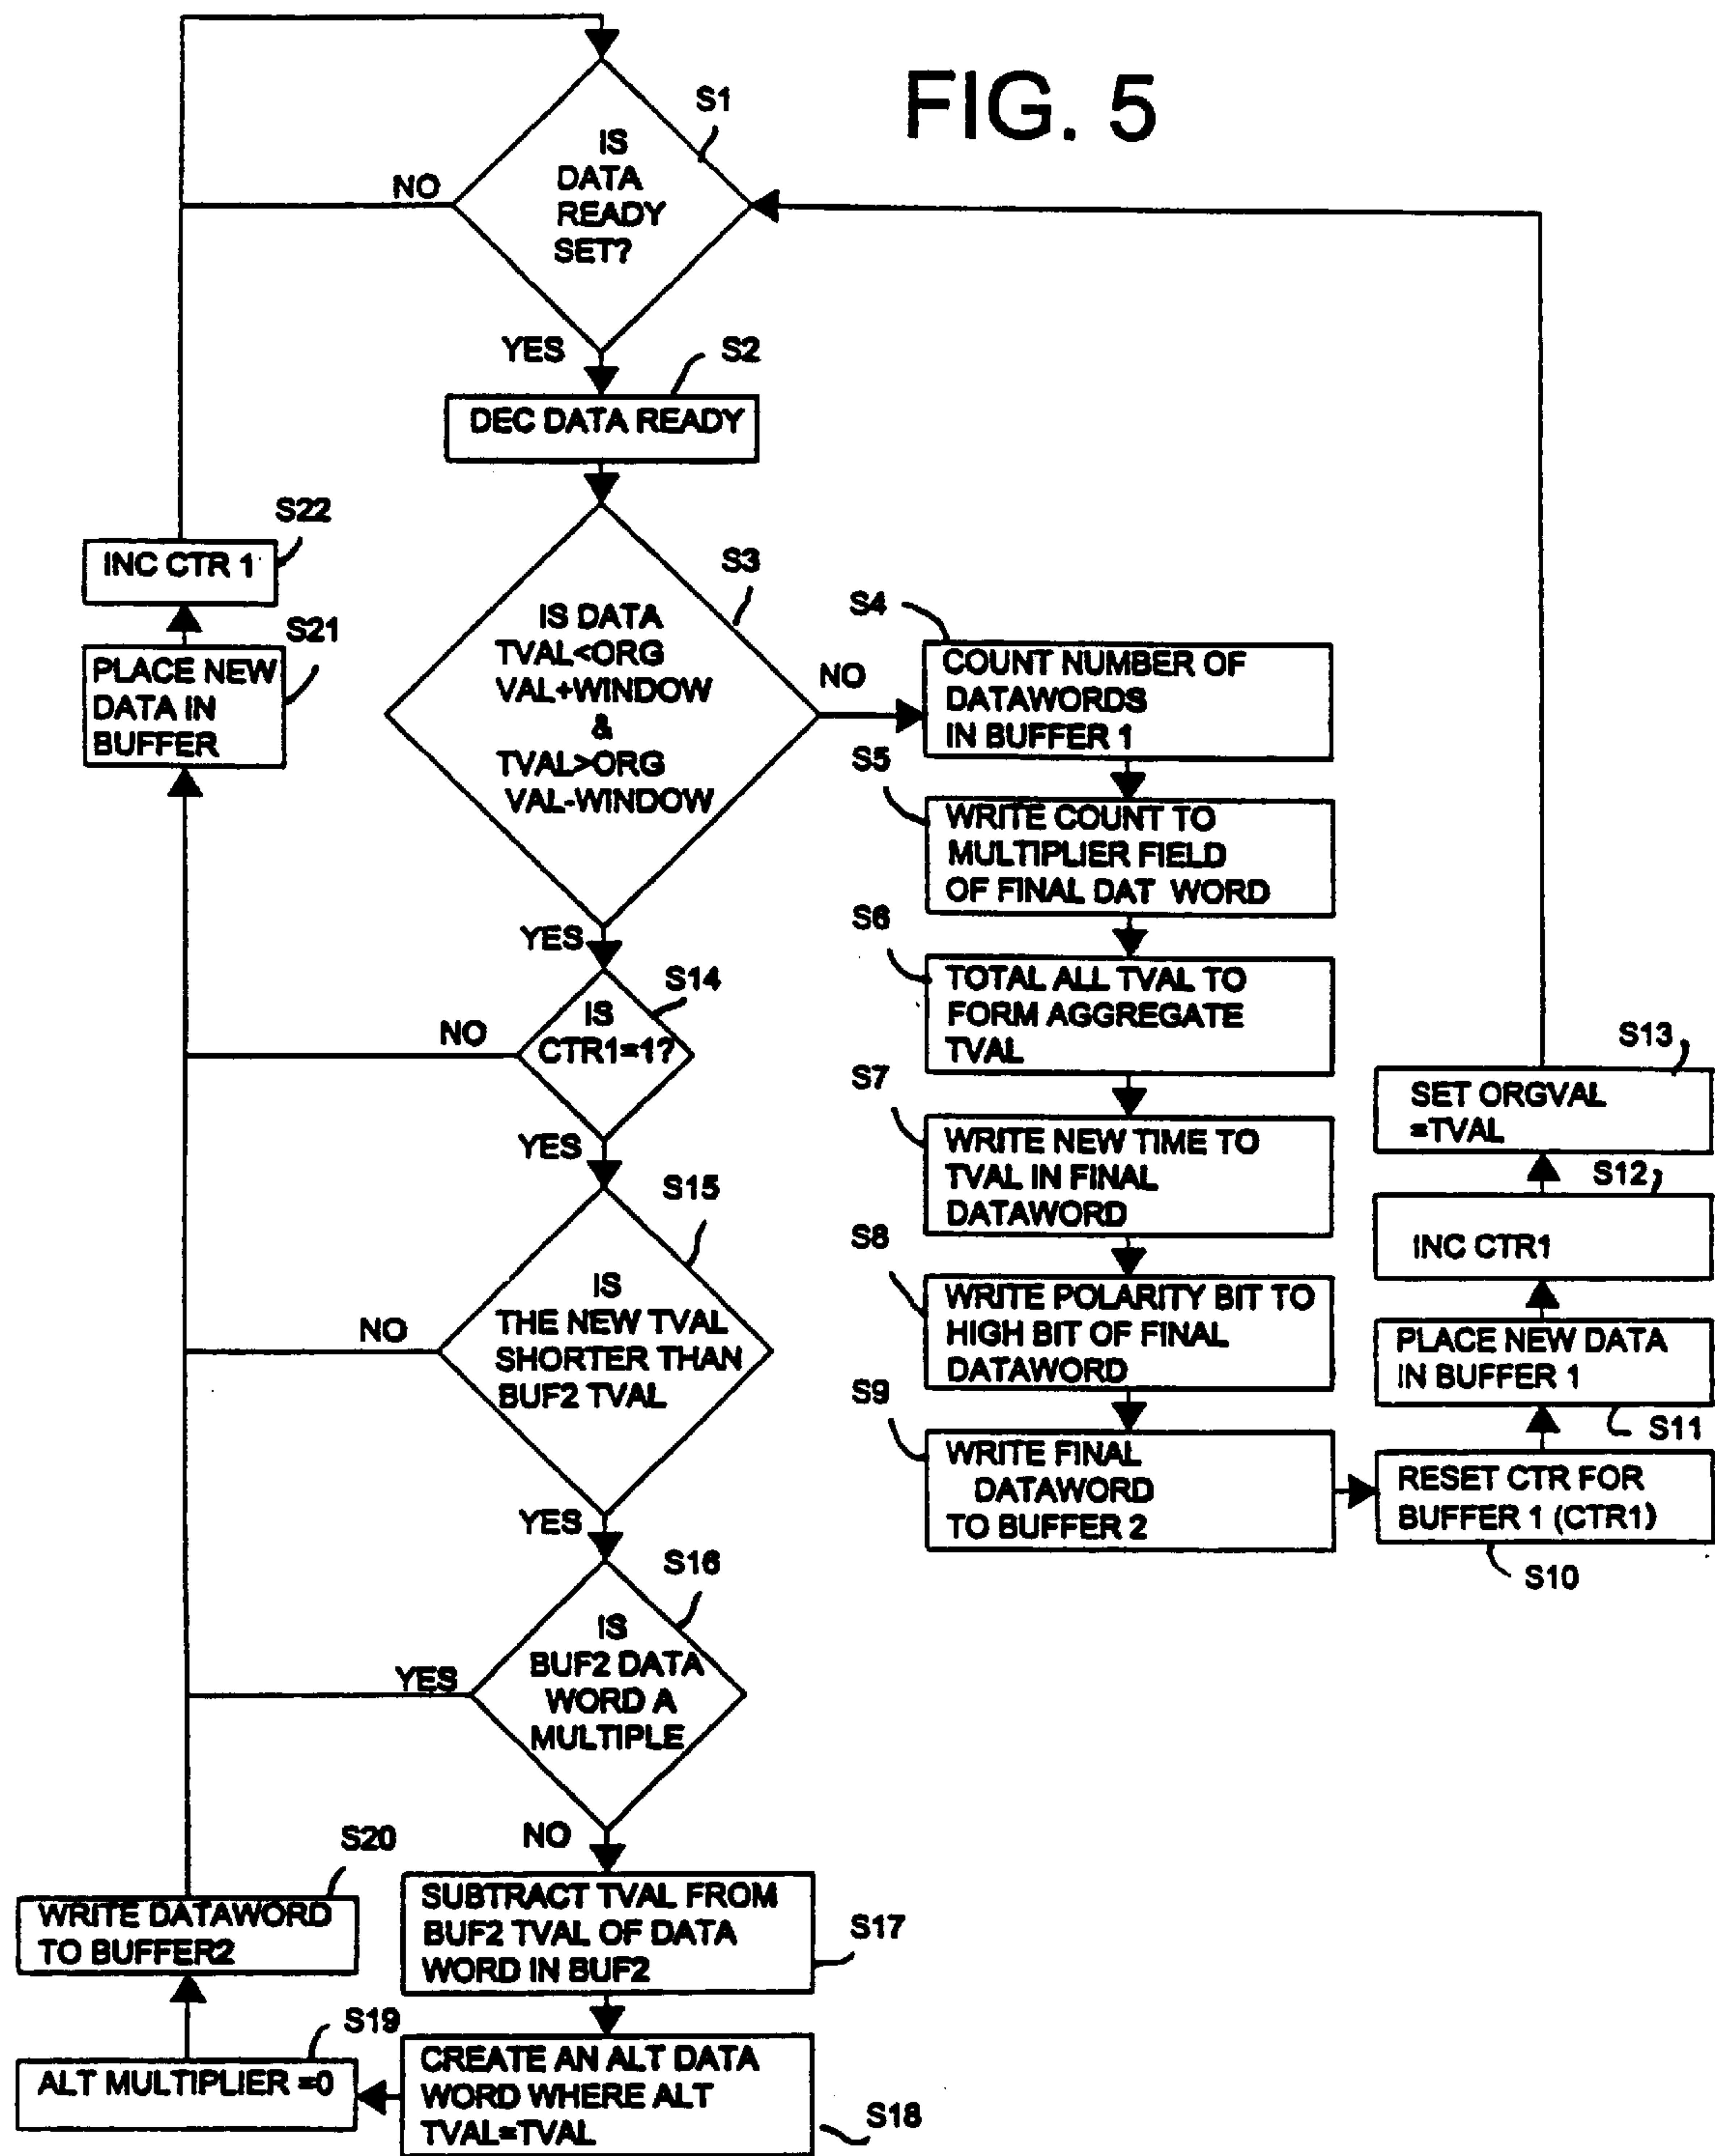 FIG. 5
S1
IS
DATA
READY
SET?
NO
YES
S2
DEC DATA READY
S22
INC CTR 1
S21
PLACE NEW
DATA IN
BUFFER
S3
IS DATA
TVAL<ORG
VAL+WINDOW
&
TVAL>ORG
VAL-WINDOW
NO
YES
S4
COUNT NUMBER OF
DATAWORDS
IN BUFFER 1
S5
WRITE COUNT TO
MULTIPLIER FIELD
OF FINAL DAT WORD
S6
TOTAL ALL TVAL TO
FORM AGGREGATE
TVAL
S7
WRITE NEW TIME TO
TVAL IN FINAL
DATAWORD
S8
WRITE POLARITY BIT TO
HIGH BIT OF FINAL
DATAWORD
S9
WRITE FINAL
DATAWORD
TO BUFFER 2
S13
SET ORGVAL
=TVAL
S12
INC CTR1
PLACE NEW DATA
IN BUFFER 1
S11
RESET CTR FOR
BUFFER 1 (CTR1)
S10
S14
IS
CTR1=1?
NO
YES
S15
IS
THE NEW TVAL
SHORTER THAN
BUF2 TVAL
NO
YES
S16
IS
BUF2 DATA
WORD A
MULTIPLE
YES
NO
S17
SUBTRACT TVAL FROM
BUF2 TVAL OF DATA
WORD IN BUF2
S18
CREATE AN ALT DATA
WORD WHERE ALT
TVAL=TVAL
S19
ALT MULTIPLIER =0
S20
WRITE DATAWORD
TO BUFFER2